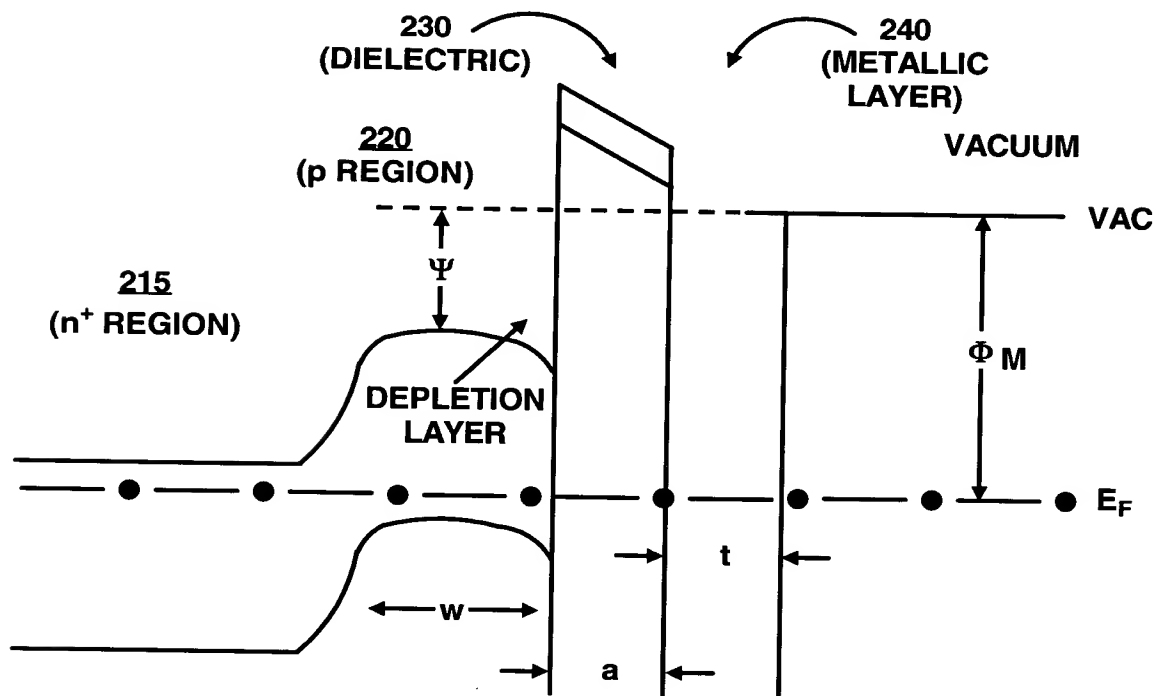 230
(DIELECTRIC)
240
(METALLIC
LAYER)
220
(p REGION)
VACUUM
VAC
Ψ
215
(n+ REGION)
ΦM
DEPLETION
LAYER
EF
t
w
a